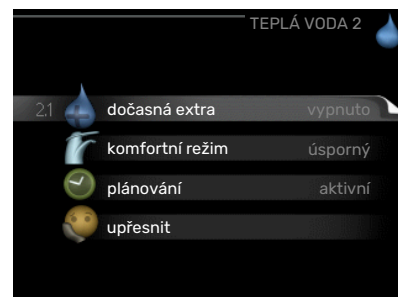 TEPLÁ VODA 2
2.1 dočasná extra vypnuto
komfortní režim úsporný
plánování aktivní
upřesnit